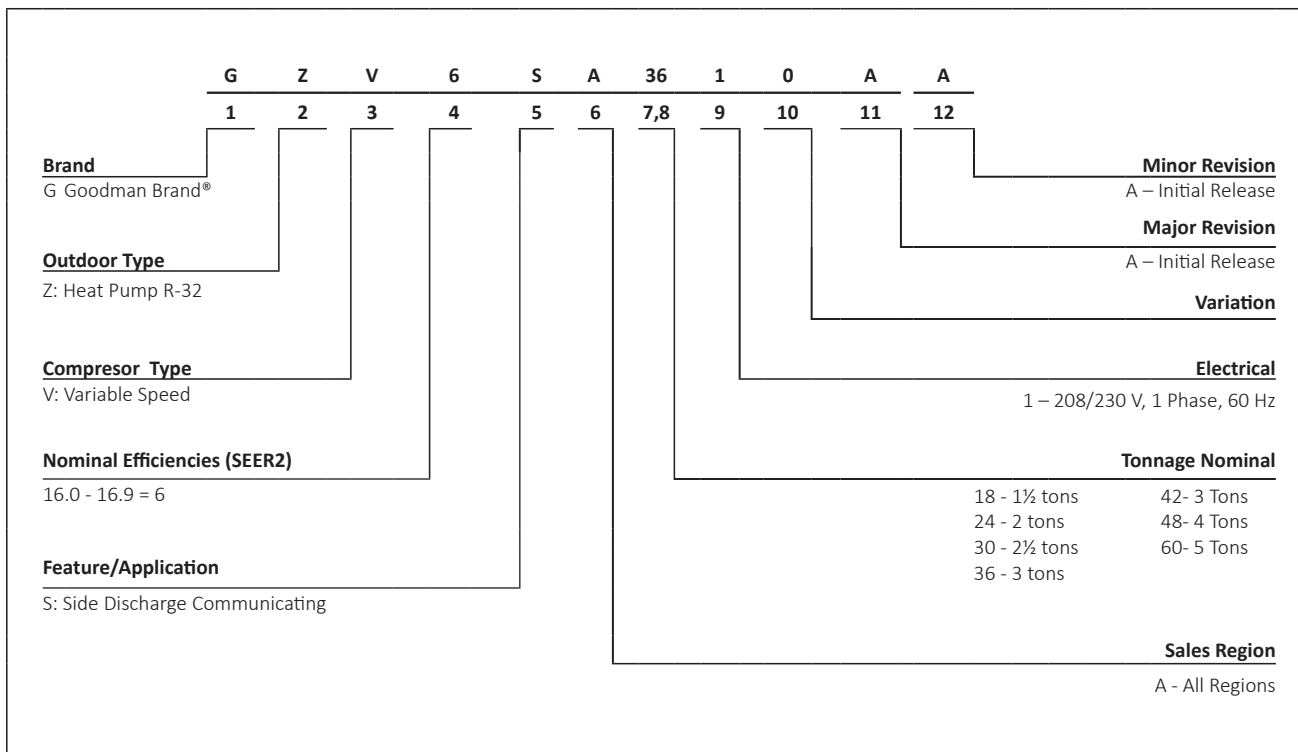 G Z V 6 S A 36 1 0 A A
1 2 3 4 5 6 7,8 9 10 11 12
Brand
G Goodman Brand®
Outdoor Type
Z: Heat Pump R-32
Compresor Type
V: Variable Speed
Nominal Efficiencies (SEER2)
16.0 - 16.9 = 6
Feature/Application
S: Side Discharge Communicating
Minor Revision
A – Initial Release
Major Revision
A – Initial Release
Variation
Electrical
1 – 208/230 V, 1 Phase, 60 Hz
Tonnage Nominal
18 - 1½ tons 42- 3 Tons
24 - 2 tons 48- 4 Tons
30 - 2½ tons 60- 5 Tons
36 - 3 tons
Sales Region
A - All Regions